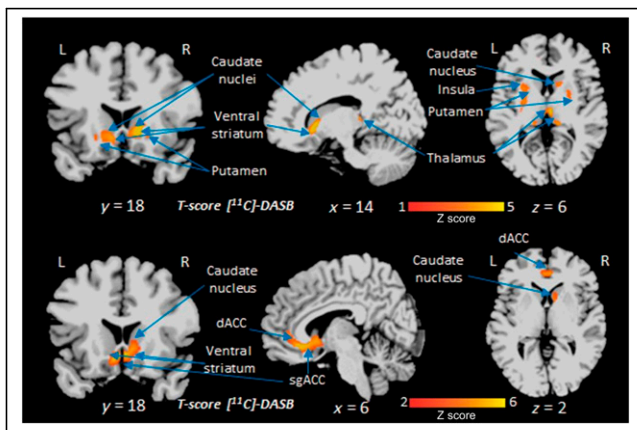 L R
Caudate
nuclei
Ventral
striatum
Putamen
Caudate
nucleus
Insula
Putamen
Thalamus
L R
y = 18 T-score [¹¹C]-DASB x = 14 1 5 z = 6
Z score
L R
Caudate
nucleus
dACC
Ventral
striatum
sgACC
dACC
Caudate
nucleus
L R
y = 18 T-score [¹¹C]-DASB x = 6 2 6 z = 2
Z score